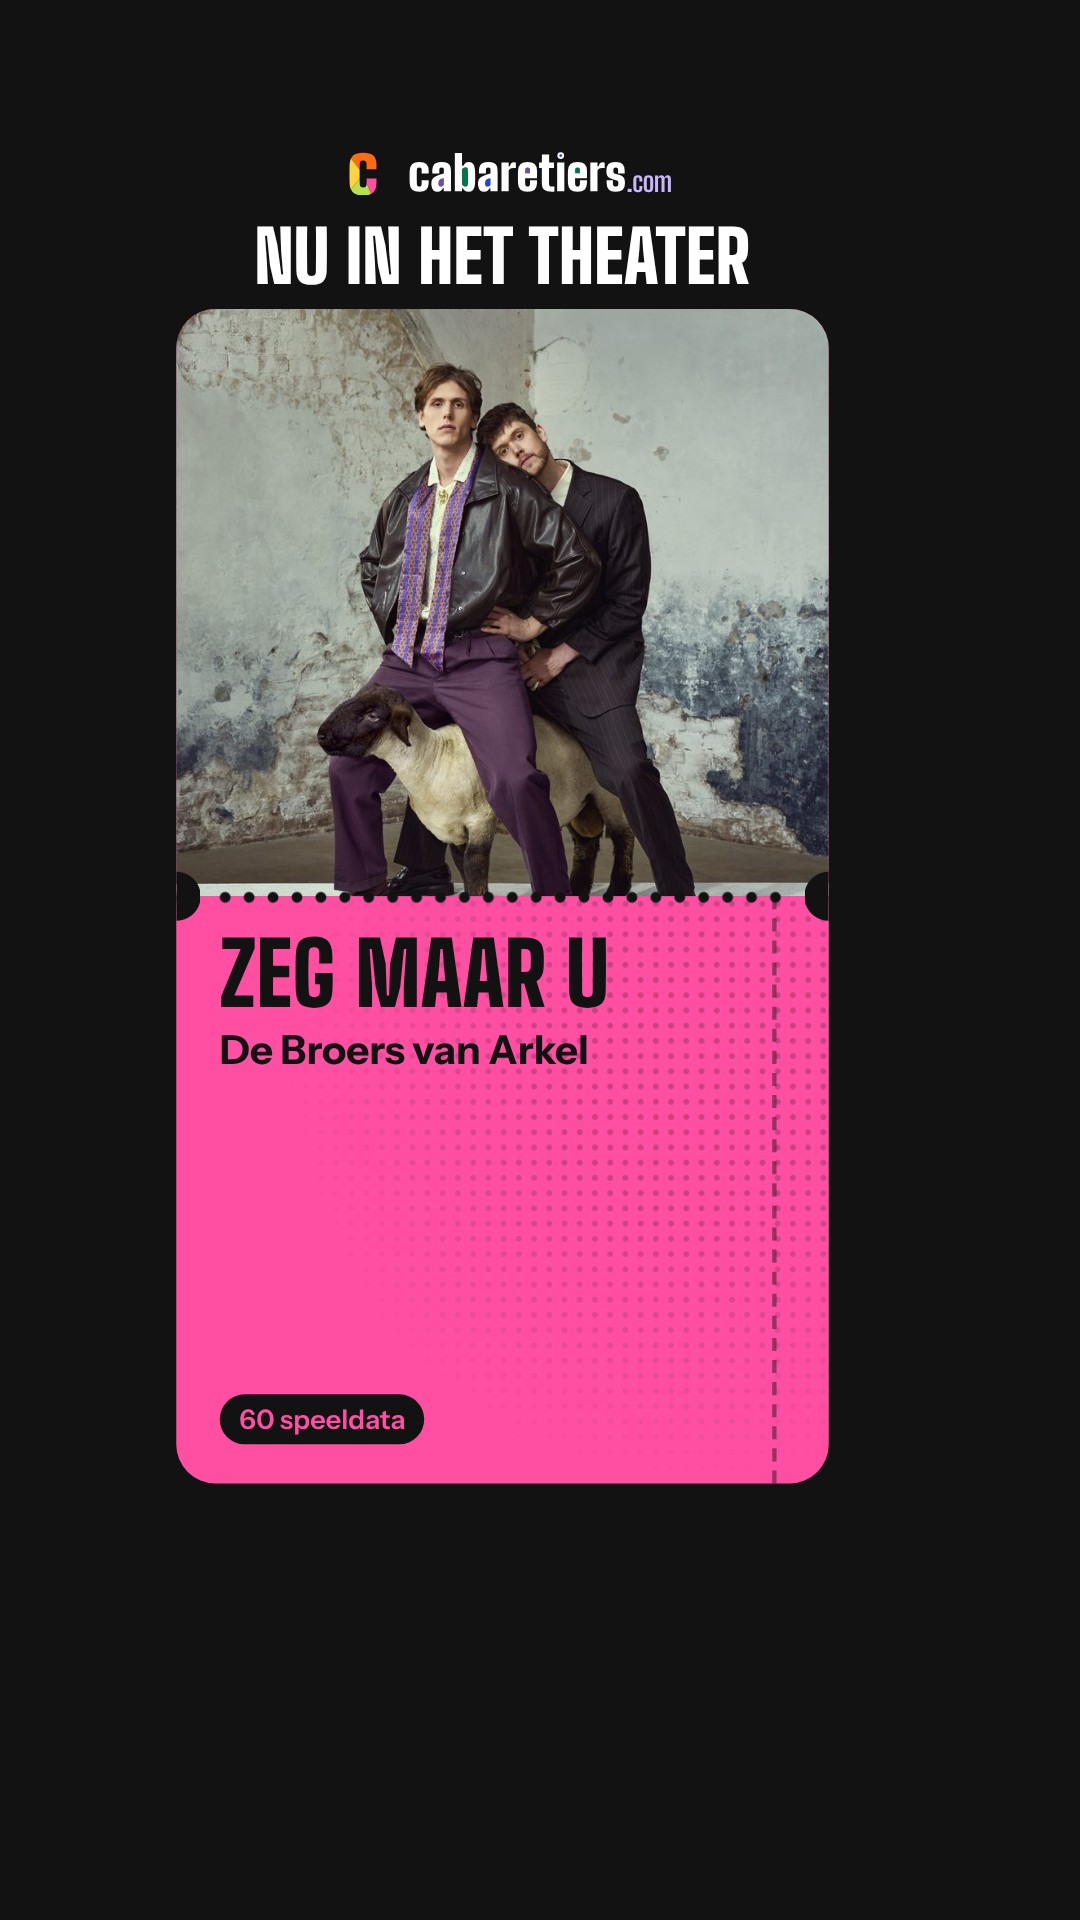 C cabaretiers.com
NU IN HET THEATER
ZEG MAAR U
De Broers van Arkel
60 speeldata